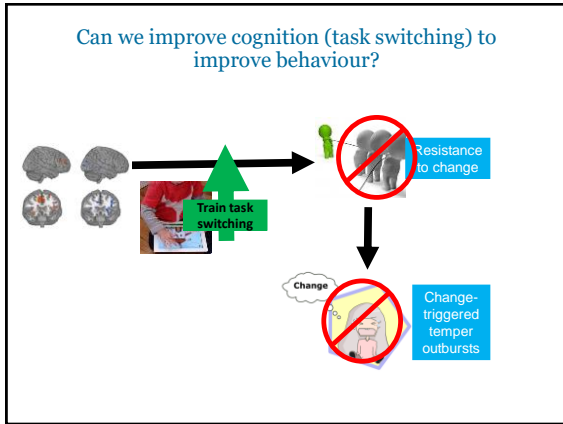 Can we improve cognition (task switching) to
improve behaviour?
Resistance
to change
Train task
switching
Change
Change-
triggered
temper
outbursts